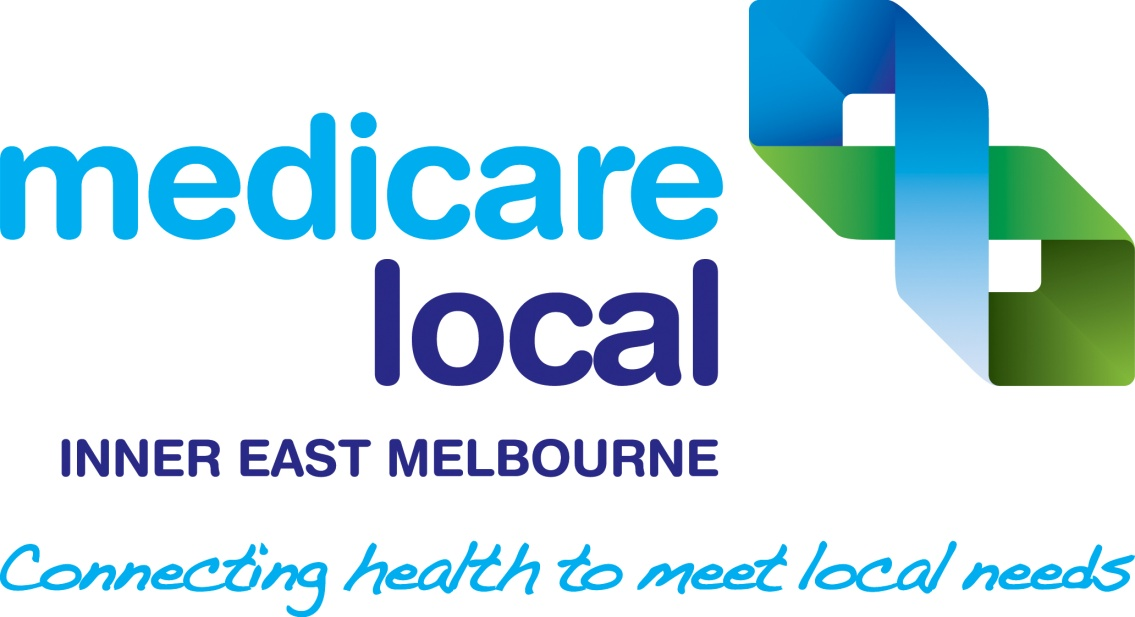 medicare
local
INNER EAST MELBOURNE
Connecting health to meet local needs